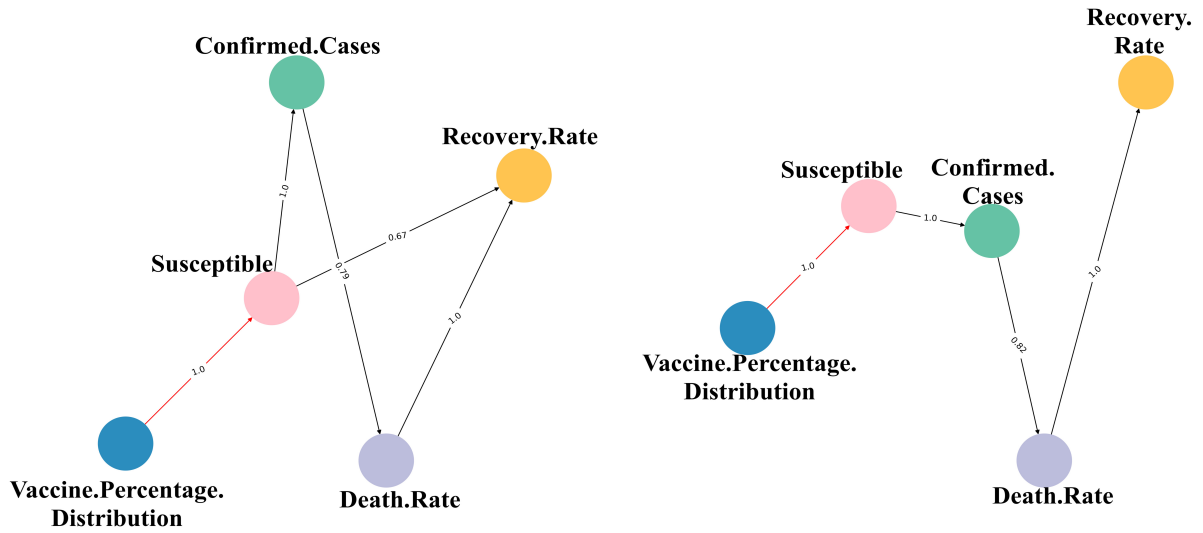 Confirmed.Cases
Recovery.Rate
1.0
0.67
Susceptible
0.79
1.0
1.0
Vaccine.Percentage.
Distribution
Death.Rate
Recovery.
Rate
Susceptible
Confirmed.
Cases
1.0
1.0
1.0
0.82
Vaccine.Percentage.
Distribution
Death.Rate